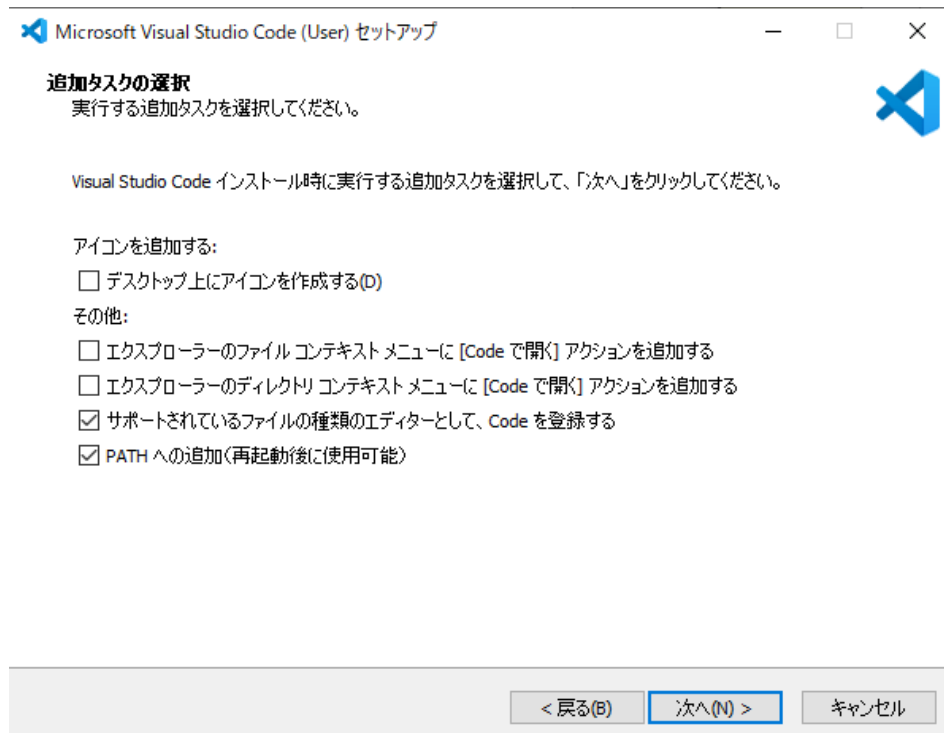 Microsoft Visual Studio Code (User) セットアップ
追加タスクの選択
実行する追加タスクを選択してください。
Visual Studio Code インストール時に実行する追加タスクを選択して、「次へ」をクリックしてください。
アイコンを追加する:
デスクトップ上にアイコンを作成する(D)
その他:
エクスプローラーのファイル コンテキスト メニューに [Code で開く] アクションを追加する
エクスプローラーのディレクトリ コンテキスト メニューに [Code で開く] アクションを追加する
サポートされているファイルの種類のエディターとして、Code を登録する
PATH への追加（再起動後に使用可能）
< 戻る(B) 次へ(N) > キャンセル